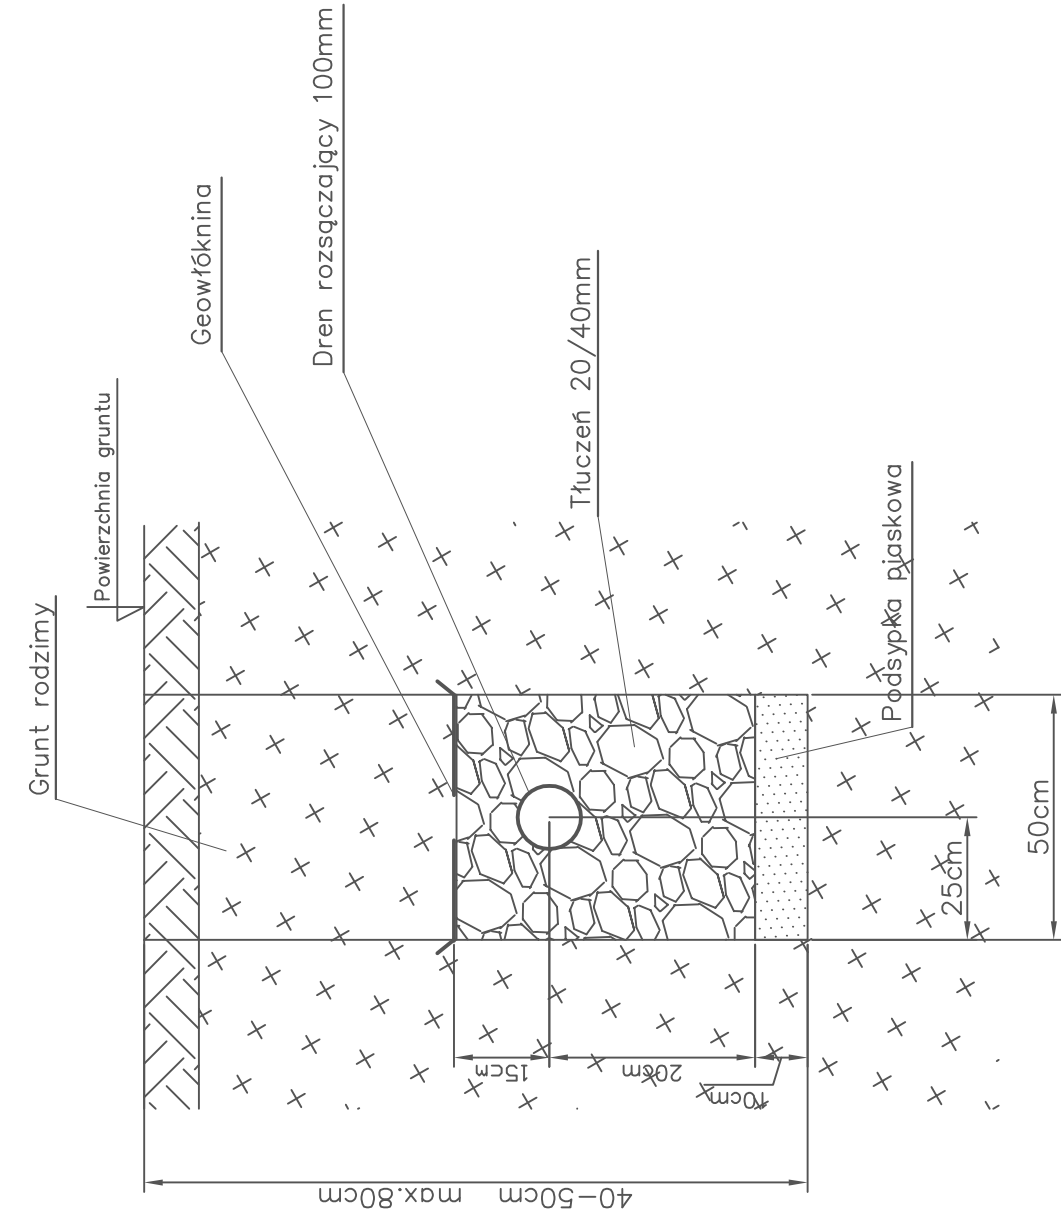 Grunt rodzimy
Powierzchnia gruntu
Geowłóknina
Dren rozsączający 100mm
Tłuczeń 20/40mm
Podsypka piaskowa
15cm
20cm
10cm
40-50cm max.80cm
25cm
50cm